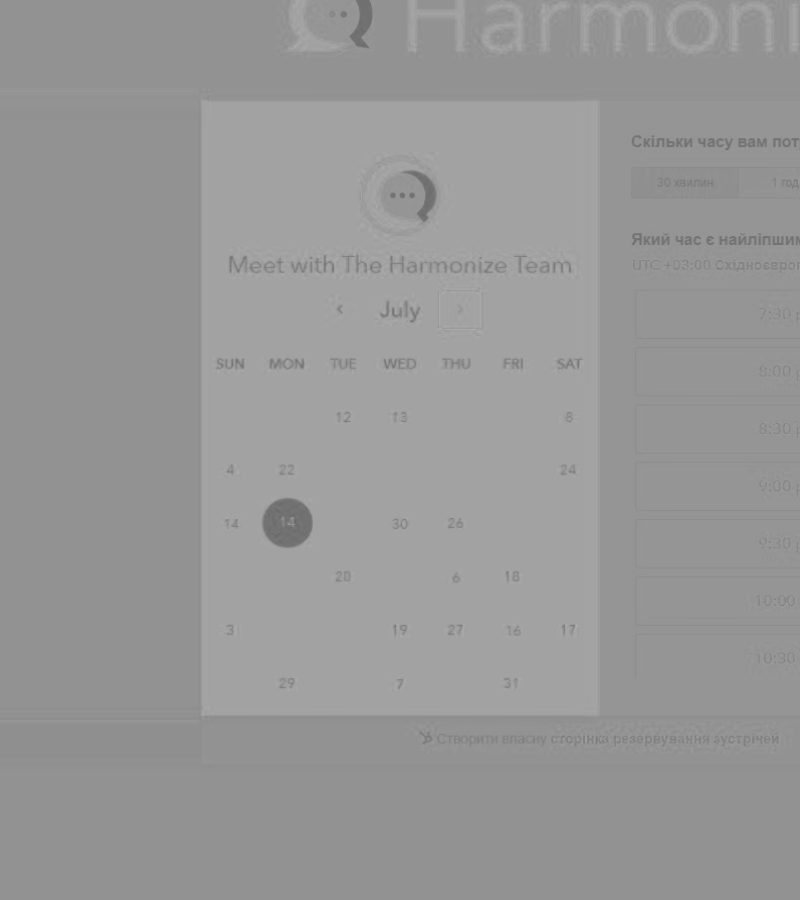 Harmoni
Meet with The Harmonize Team
July
SUN MON TUE WED THU FRI SAT
12 13 8
4 22 24
14 14 30 26
20 6 18
3 19 27 16 17
29 7 31
Скільки часу вам пот
30 хвилин 1 год
Який час є найліпшим
UTC +03:00 Східноєвроп
7:30 p
8:00 p
8:30 p
9:00 p
9:30 p
10:00
10:30
Створити власну сторінка резервування зустрічей